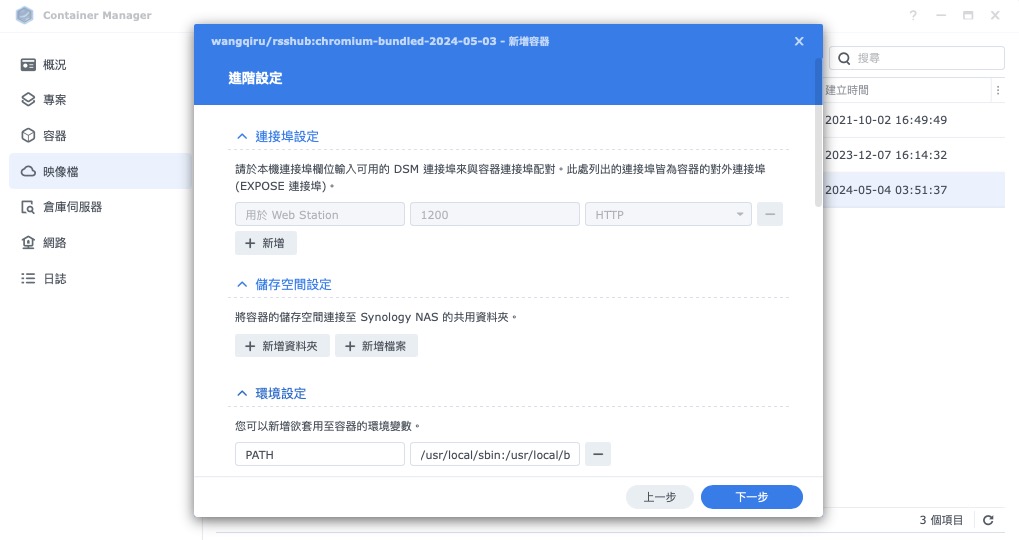 Container Manager
概況
專案
容器
映像檔
倉庫伺服器
網路
日誌
wangqiru/rsshub:chromium-bundled-2024-05-03 - 新增容器
進階設定
連接埠設定
請於本機連接埠欄位輸入可用的 DSM 連接埠來與容器連接埠配對。此處列出的連接埠皆為容器的對外連接埠
(EXPOSE 連接埠)。
用於 Web Station 1200 HTTP
新增
儲存空間設定
將容器的儲存空間連接至 Synology NAS 的共用資料夾。
新增資料夾 新增檔案
環境設定
您可以新增欲套用至容器的環境變數。
PATH /usr/local/sbin:/usr/local/b
上一步 下一步
搜尋
建立時間
2021-10-02 16:49:49
2023-12-07 16:14:32
2024-05-04 03:51:37
3 個項目